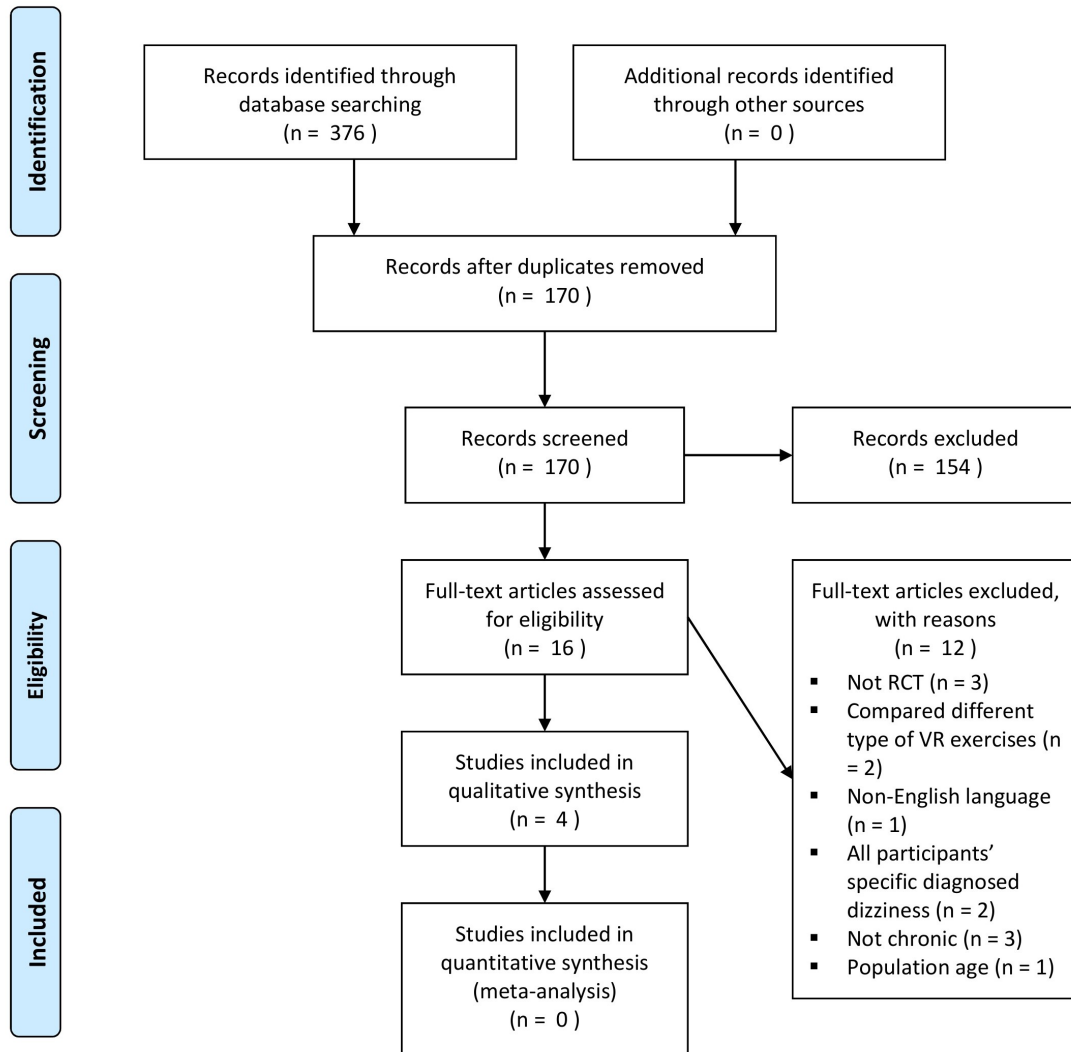 Identification
Records identified through
database searching
(n = 376 )
Additional records identified
through other sources
(n = 0 )
Records after duplicates removed
(n = 170 )
Screening
Records screened
(n = 170 )
Records excluded
(n = 154 )
Eligibility
Full-text articles assessed
for eligibility
(n = 16 )
Full-text articles excluded,
with reasons
(n = 12 )
▪ Not RCT (n = 3)
▪ Compared different
type of VR exercises (n
= 2)
▪ Non-English language
(n = 1)
▪ All participants’
specific diagnosed
dizziness (n = 2)
▪ Not chronic (n = 3)
▪ Population age (n = 1)
Studies included in
qualitative synthesis
(n = 4 )
Included
Studies included in
quantitative synthesis
(meta-analysis)
(n = 0 )